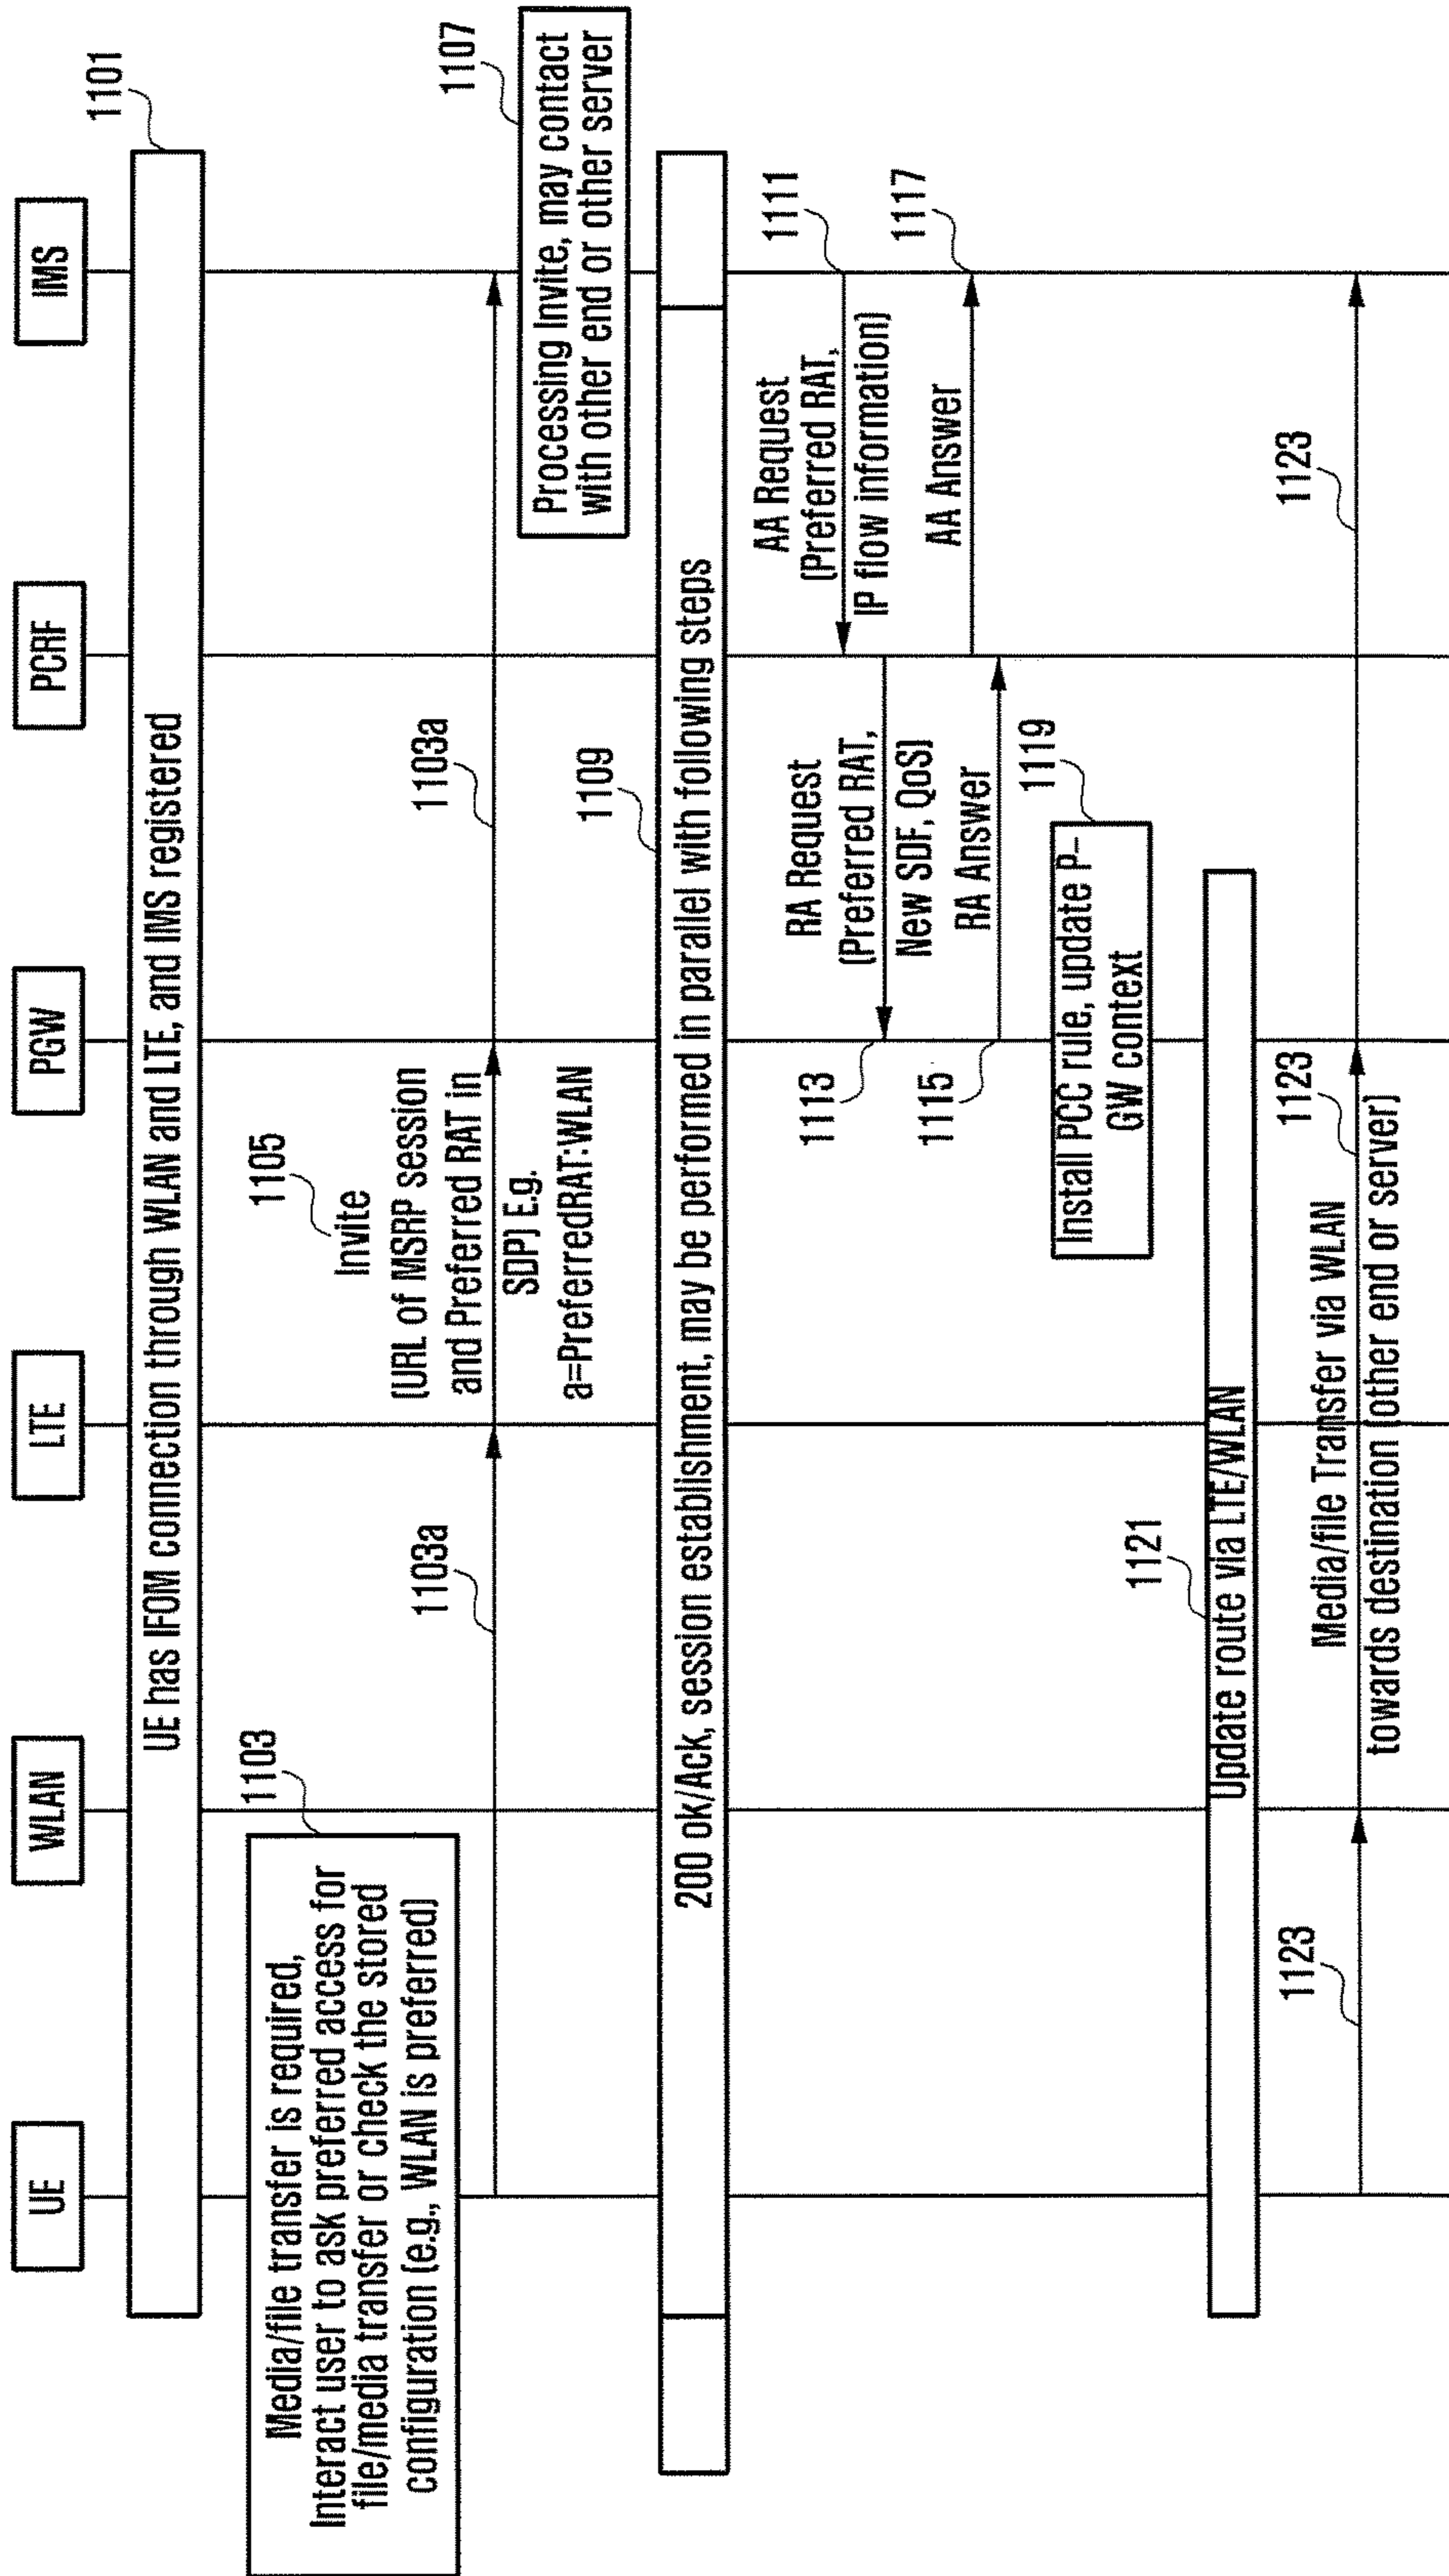 UE
WLAN
LTE
PGW
PCRF
IMS
1101
UE has IFOM connection through WLAN and LTE, and IMS registered
1103
Media/file transfer is required,
Interact user to ask preferred access for
file/media transfer or check the stored
configuration (e.g., WLAN is preferred)
1105
Invite
(URL of MSRP session
and Preferred RAT in
SDP) E.g.
a=PreferredRAT:WLAN
1103a
1103a
1107
Processing Invite, may contact
with other end or other server
1109
200 ok/Ack, session establishment, may be performed in parallel with following steps
1111
AA Request
(Preferred RAT,
IP flow information)
1113
RA Request
(Preferred RAT,
New SDF, QoS)
1115
RA Answer
1117
AA Answer
1119
Install PCC rule, update P-
GW context
1121
Update route via LTE/WLAN
1123
1123
1123
Media/file Transfer via WLAN
towards destination (other end or server)